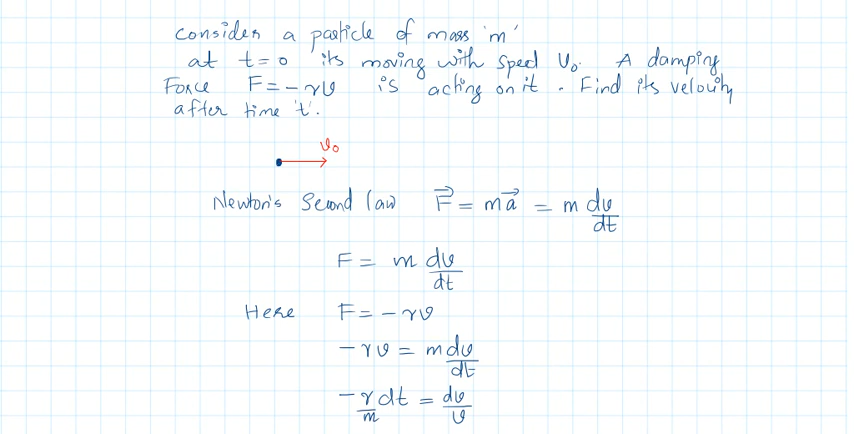 consider a particle of mass 'm'
at t=0 its moving with speed v₀. A damping
Force F = - γv is acting on it. Find its velocity
after time 't'.
v₀
Newton's Second law F⃗ = ma⃗ = m dv/dt
F = m dv/dt
Here F = - γv
- γv = m dv/dt
- γ/m dt = dv/v